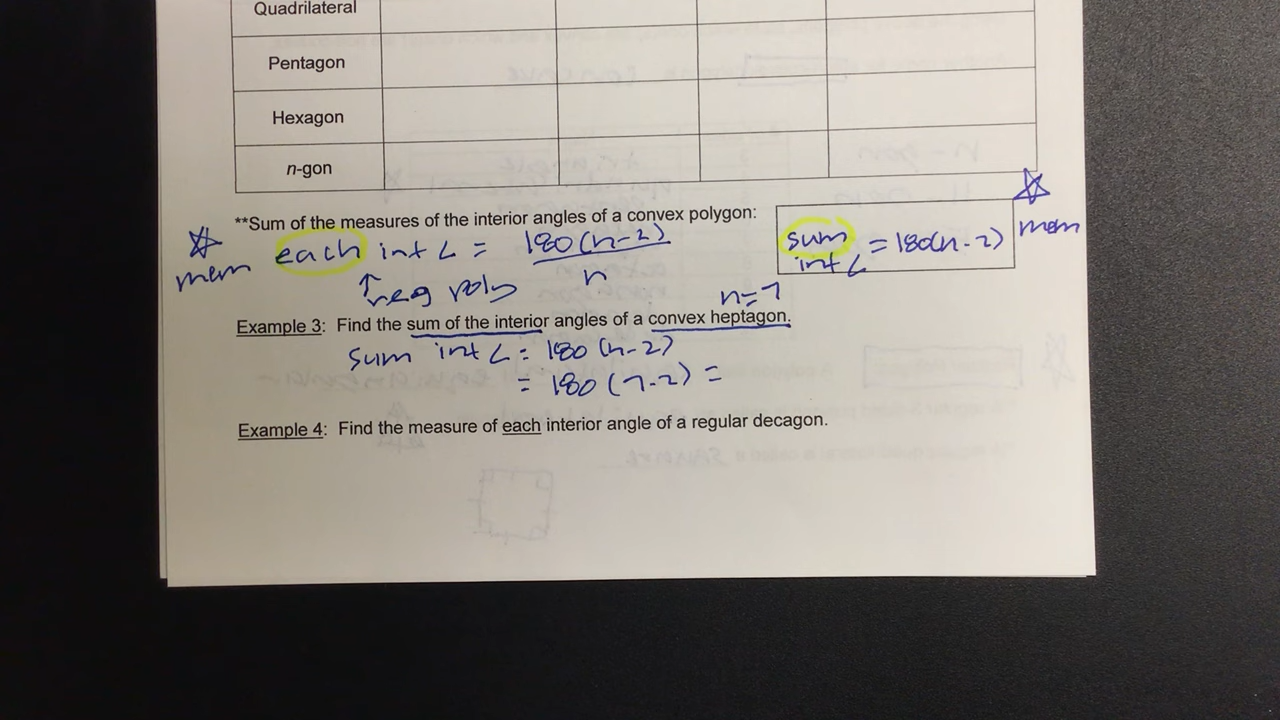 Quadrilateral
Pentagon
Hexagon
n-gon
**Sum of the measures of the interior angles of a convex polygon:
sum int ∠ = 180(n-2)
mem
mem
each int ∠ = 180(n-2)
n
↑ reg poly
n=7
Example 3: Find the sum of the interior angles of a convex heptagon.
sum int ∠ = 180 (n-2)
= 180 (7-2) =
Example 4: Find the measure of each interior angle of a regular decagon.